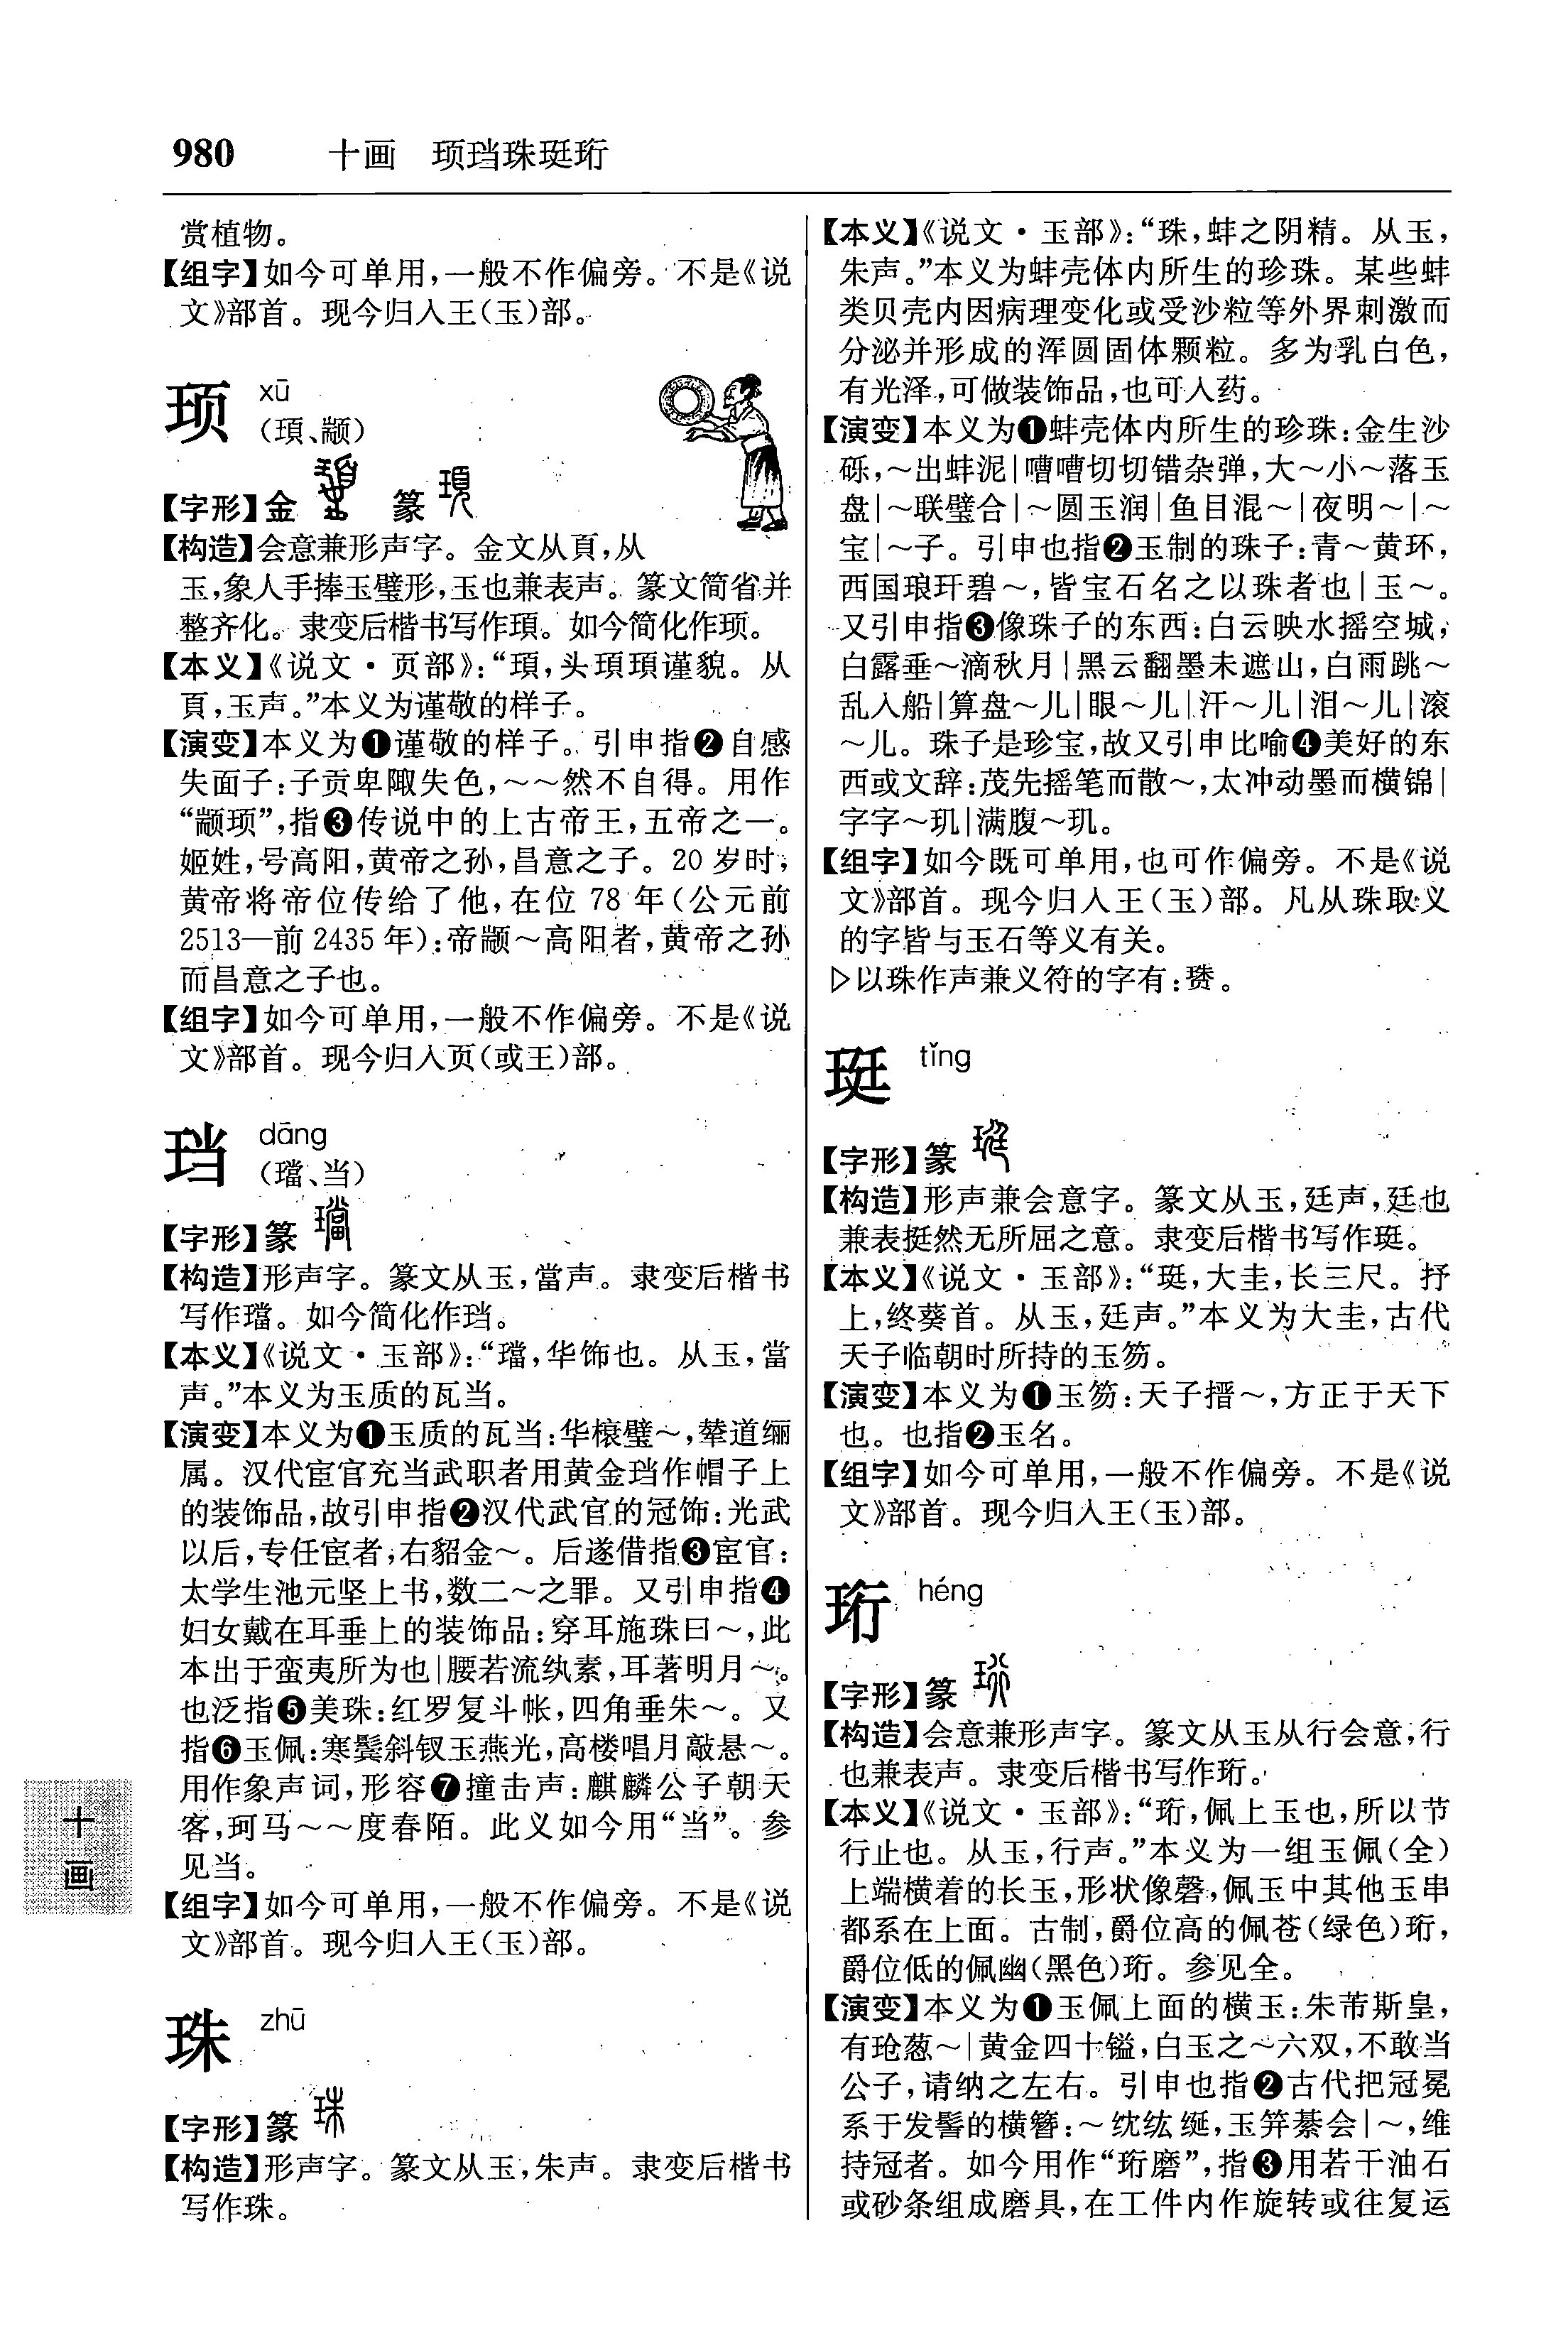 980 十画 顼珰珠珽珩
赏植物。
【组字】如今可单用,一般不作偏旁。不是《说
文》部首。现今归入王(玉)部。
顼 xū
(頊、颛)
【字形】金 篆
【构造】会意兼形声字。金文从頁,从
玉,象人手捧玉璧形,玉也兼表声。篆文简省并
整齐化。隶变后楷书写作頊。如今简化作顼。
【本义】《说文·页部》:“頊,头頊頊谨貌。从
頁,玉声。”本义为谨敬的样子。
【演变】本义为❶谨敬的样子。引申指❷自感
失面子:子贡卑陬失色,～～然不自得。用作
“颛顼”,指❸传说中的上古帝王,五帝之一。
姬姓,号高阳,黄帝之孙,昌意之子。20岁时,
黄帝将帝位传给了他,在位78年(公元前
2513—前2435年):帝颛～高阳者,黄帝之孙
而昌意之子也。
【组字】如今可单用,一般不作偏旁。不是《说
文》部首。现今归入页(或王)部。
珰 dāng
(璫、当)
【字形】篆
【构造】形声字。篆文从玉,當声。隶变后楷书
写作璫。如今简化作珰。
【本义】《说文·玉部》:“璫,华饰也。从玉,當
声。”本义为玉质的瓦当。
【演变】本义为❶玉质的瓦当:华榱璧～,辇道𬘭
属。汉代宦官充当武职者用黄金珰作帽子上
的装饰品,故引申指❷汉代武官的冠饰:光武
以后,专任宦者,右貂金～。后遂借指❸宦官:
太学生池元坚上书,数二～之罪。又引申指❹
妇女戴在耳垂上的装饰品:穿耳施珠曰～,此
本出于蛮夷所为也|腰若流纨素,耳著明月～。
也泛指❺美珠:红罗复斗帐,四角垂朱～。又
指❻玉佩:寒鬓斜钗玉燕光,高楼唱月敲悬～。
用作象声词,形容❼撞击声:麒麟公子朝天
客,珂马～～度春陌。此义如今用“当”。参
见当。
【组字】如今可单用,一般不作偏旁。不是《说
文》部首。现今归入王(玉)部。
珠 zhū
【字形】篆
【构造】形声字。篆文从玉,朱声。隶变后楷书
写作珠。
【本义】《说文·玉部》:“珠,蚌之阴精。从玉,
朱声。”本义为蚌壳体内所生的珍珠。某些蚌
类贝壳内因病理变化或受沙粒等外界刺激而
分泌并形成的浑圆固体颗粒。多为乳白色,
有光泽,可做装饰品,也可入药。
【演变】本义为❶蚌壳体内所生的珍珠:金生沙
砾,～出蚌泥|嘈嘈切切错杂弹,大～小～落玉
盘|～联璧合|～圆玉润|鱼目混～|夜明～|～
宝|～子。引申也指❷玉制的珠子:青～黄环,
西国琅玕碧～,皆宝石名之以珠者也|玉～。
又引申指❸像珠子的东西:白云映水摇空城,
白露垂～滴秋月|黑云翻墨未遮山,白雨跳～
乱入船|算盘～儿|眼～儿|汗～儿|泪～儿|滚
～儿。珠子是珍宝,故又引申比喻❹美好的东
西或文辞:茂先摇笔而散～,太冲动墨而横锦|
字字～玑|满腹～玑。
【组字】如今既可单用,也可作偏旁。不是《说
文》部首。现今归入王(玉)部。凡从珠取义
的字皆与玉石等义有关。
▷以珠作声兼义符的字有:。
珽 tǐng
【字形】篆
【构造】形声兼会意字。篆文从玉,廷声,廷也
兼表挺然无所屈之意。隶变后楷书写作珽。
【本义】《说文·玉部》:“珽,大圭,长三尺。抒
上,终葵首。从玉,廷声。”本义为大圭,古代
天子临朝时所持的玉笏。
【演变】本义为❶玉笏:天子搢～,方正于天下
也。也指❷玉名。
【组字】如今可单用,一般不作偏旁。不是《说
文》部首。现今归入王(玉)部。
珩 héng
【字形】篆
【构造】会意兼形声字。篆文从玉从行会意,行
也兼表声。隶变后楷书写作珩。
【本义】《说文·玉部》:“珩,佩上玉也,所以节
行止也。从玉,行声。”本义为一组玉佩(全)
上端横着的长玉,形状像磬,佩玉中其他玉串
都系在上面。古制,爵位高的佩苍(绿色)珩,
爵位低的佩幽(黑色)珩。参见全。
【演变】本义为❶玉佩上面的横玉:朱芾斯皇,
有玱葱～|黄金四十镒,白玉之～六双,不敢当
公子,请纳之左右。引申也指❷古代把冠冕
系于发髻的横簪:～纮𬘘,玉笄綦会|～,维
持冠者。如今用作“珩磨”,指❸用若干油石
或砂条组成磨具,在工件内作旋转或往复运
十
画